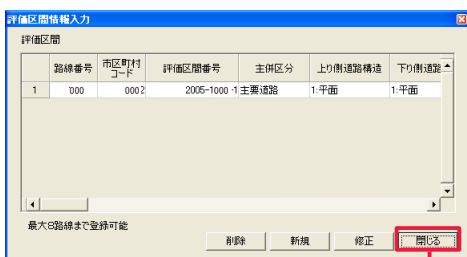 評価区間情報入力
評価区間
路線番号 市区町村コード 評価区間番号 主併区分 上り側道路構造 下り側道路
1 1:平面 1:平面 主要道路 2005-1000 -1 000 0002
最大8路線まで登録可能
削除 新規 修正 閉じる